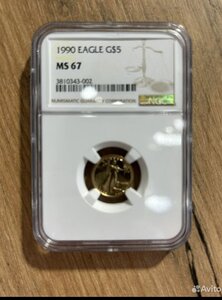 1990 EAGLE G$5
MS 67
3810343-002
NUMISMATIC GUARANTY CORPORATION
NGC
Avito